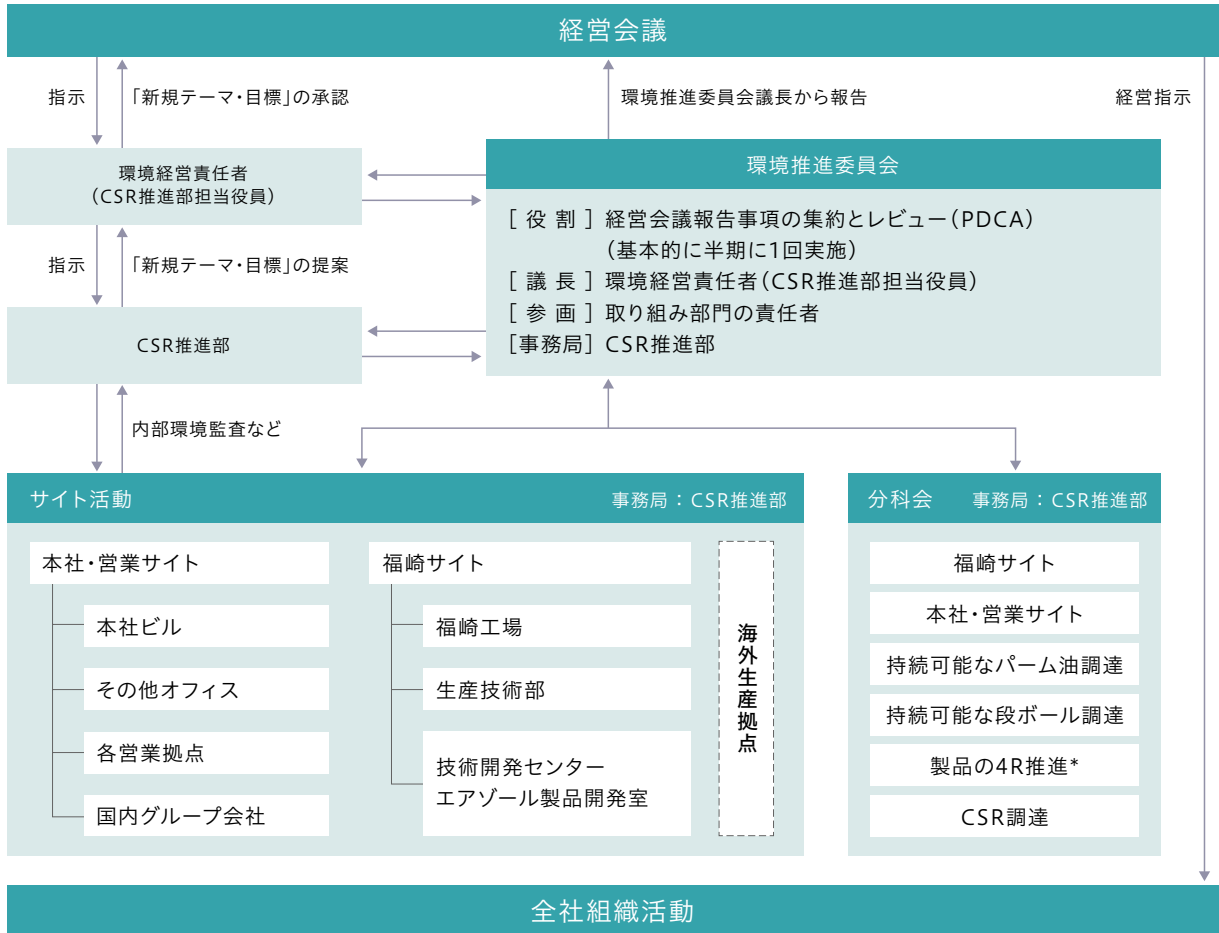 経営会議
指示
「新規テーマ・目標」の承認
環境推進委員会議長から報告
経営指示
環境経営責任者
(CSR推進部担当役員)
環境推進委員会
[ 役 割 ] 経営会議報告事項の集約とレビュー(PDCA)
(基本的に半期に1回実施)
[ 議 長 ] 環境経営責任者(CSR推進部担当役員)
[ 参 画 ] 取り組み部門の責任者
[事務局] CSR推進部
指示
「新規テーマ・目標」の提案
CSR推進部
内部環境監査など
サイト活動
事務局：CSR推進部
本社・営業サイト
本社ビル
その他オフィス
各営業拠点
国内グループ会社
福崎サイト
福崎工場
生産技術部
技術開発センター
エアゾール製品開発室
海外生産拠点
分科会
事務局：CSR推進部
福崎サイト
本社・営業サイト
持続可能なパーム油調達
持続可能な段ボール調達
製品の4R推進*
CSR調達
全社組織活動